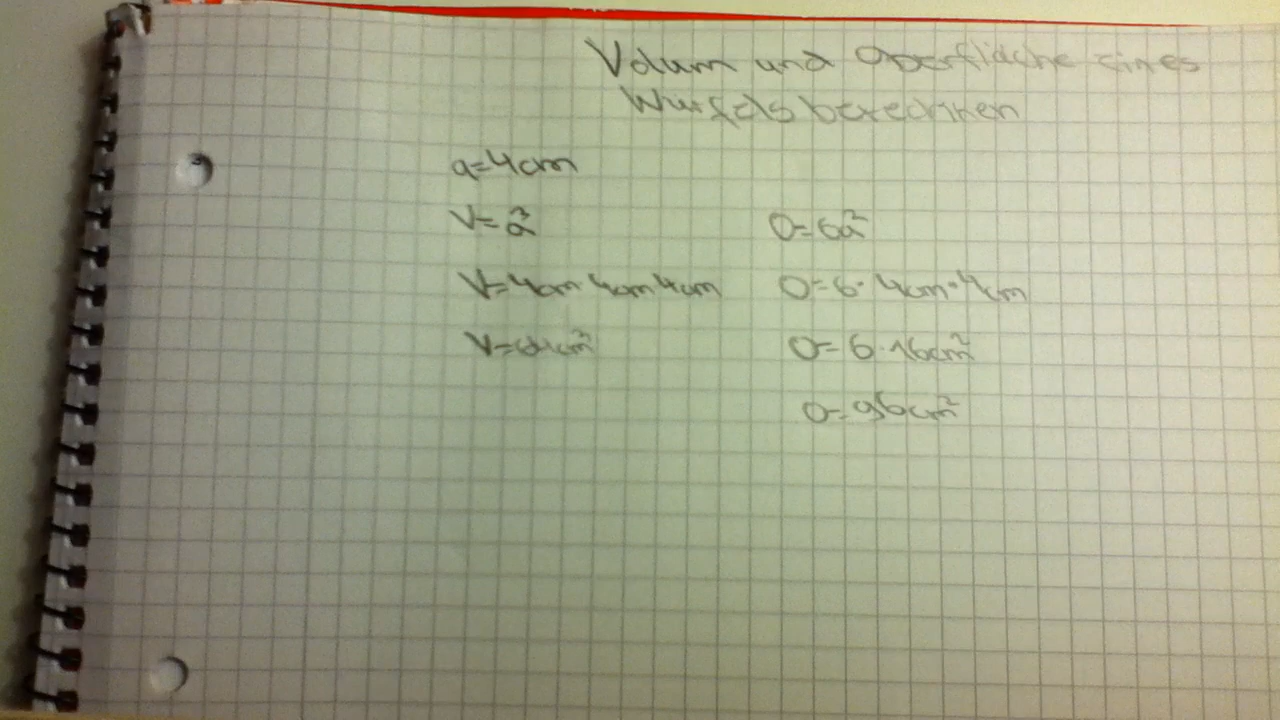 Volum und Oberfläche eines
Würfels berechnen
a=4cm
V=a³
O=6a²
V=4cm·4cm·4cm
O=6·4cm·4cm
V=64cm³
O=6·16cm²
O=96cm²